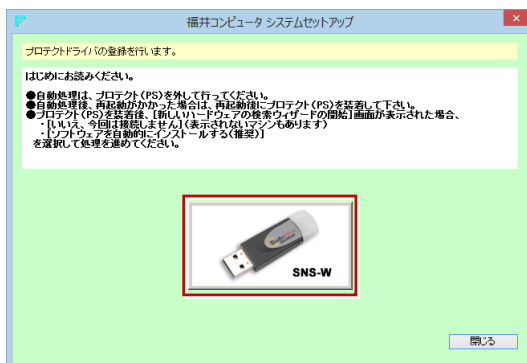 福井コンピュータ システムセットアップ
プロテクトドライバの登録を行います。
はじめにお読みください。
●自動処理は、プロテクト(PS)を外して行ってください。
●自動処理後、再起動がかかった場合は、再起動後にプロテクト(PS)を装着して下さい。
●プロテクト(PS)を装着後、[新しいハードウェアの検索ウィザードの開始]画面が表示された場合、
・[いいえ、今回は接続しません](表示されないマシンもあります)
・[ソフトウェアを自動的にインストールする(推奨)]
を選択して処理を進めてください。
SNS-W
閉じる